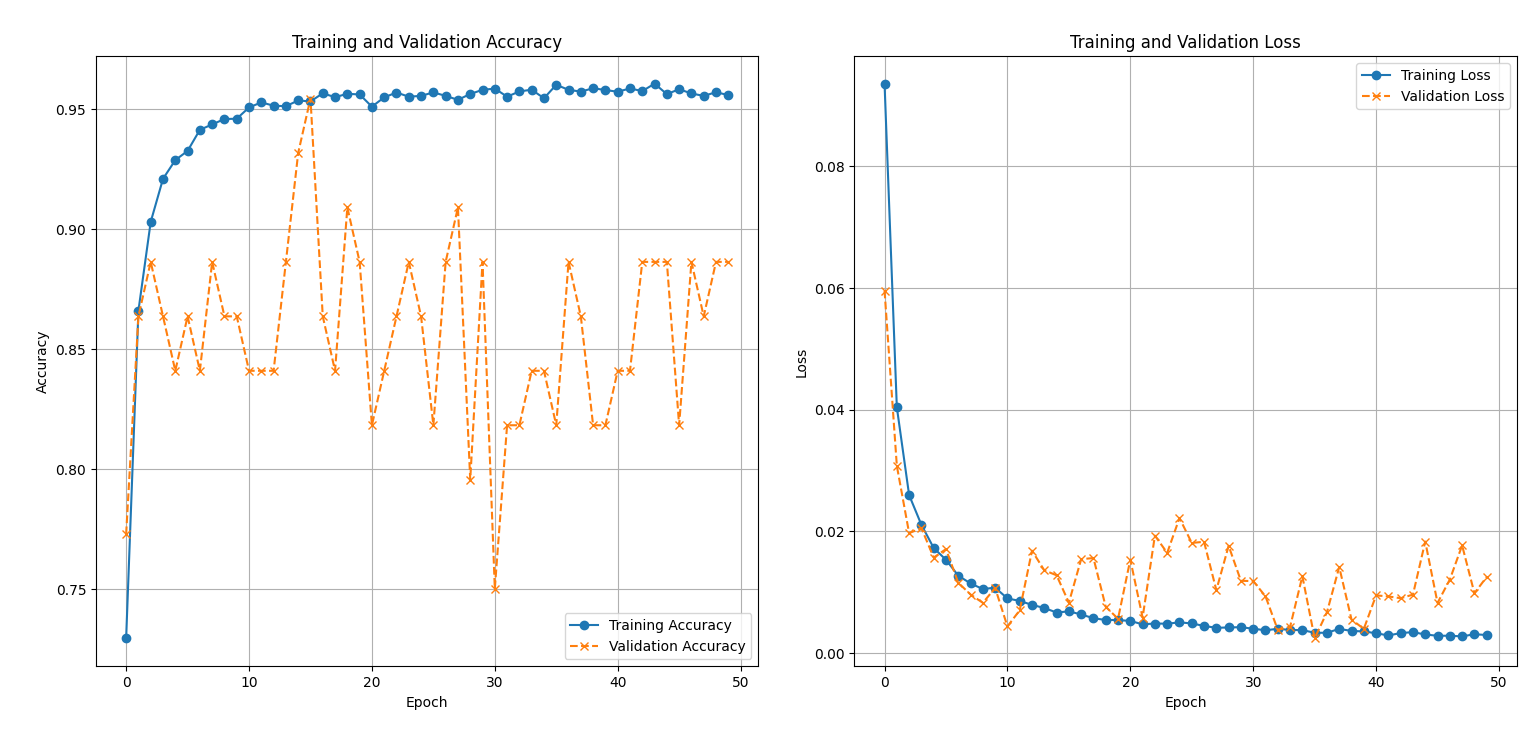 Training and Validation Accuracy
0.95
0.90
0.85
0.80
0.75
Accuracy
0
10
20
30
40
50
Epoch
Training Accuracy
Validation Accuracy
Training and Validation Loss
0.08
0.06
0.04
0.02
0.00
Loss
0
10
20
30
40
50
Epoch
Training Loss
Validation Loss